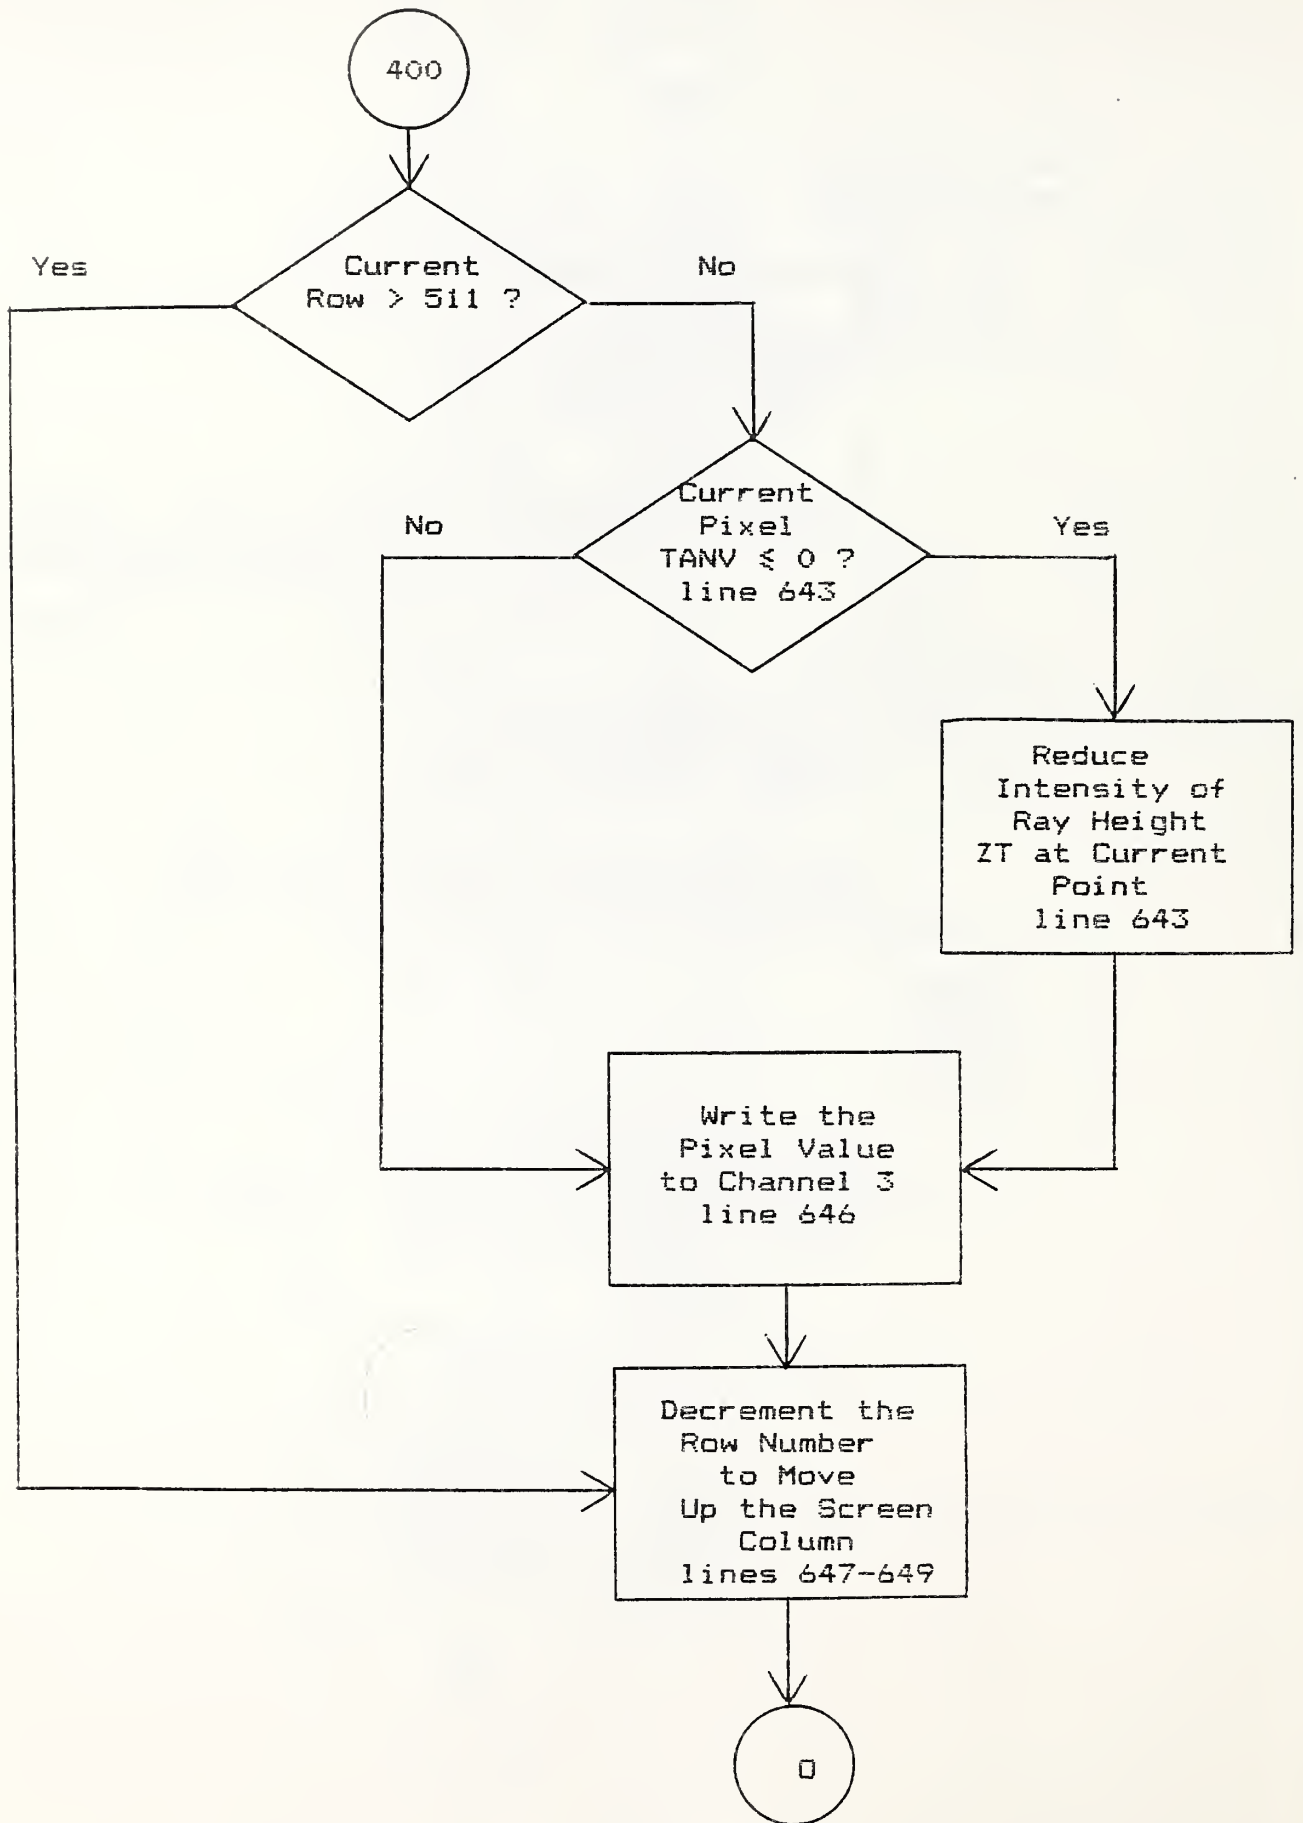 400
Yes
Current
Row > 511 ?
No
No
Current
Pixel
TANV ≤ 0 ?
line 643
Yes
Reduce
Intensity of
Ray Height
ZT at Current
Point
line 643
Write the
Pixel Value
to Channel 3
line 646
Decrement the
Row Number
to Move
Up the Screen
Column
lines 647-649
O